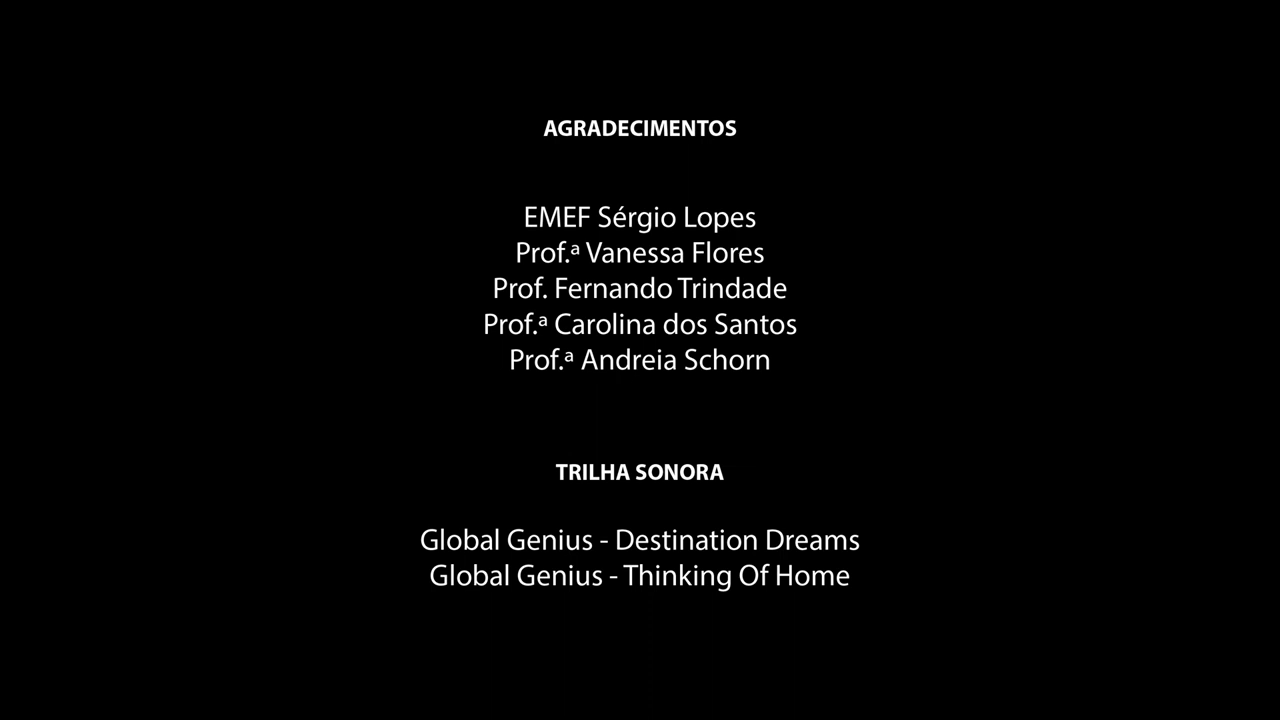 AGRADECIMENTOS
EMEF Sérgio Lopes
Prof.ª Vanessa Flores
Prof. Fernando Trindade
Prof.ª Carolina dos Santos
Prof.ª Andreia Schorn
TRILHA SONORA
Global Genius - Destination Dreams
Global Genius - Thinking Of Home